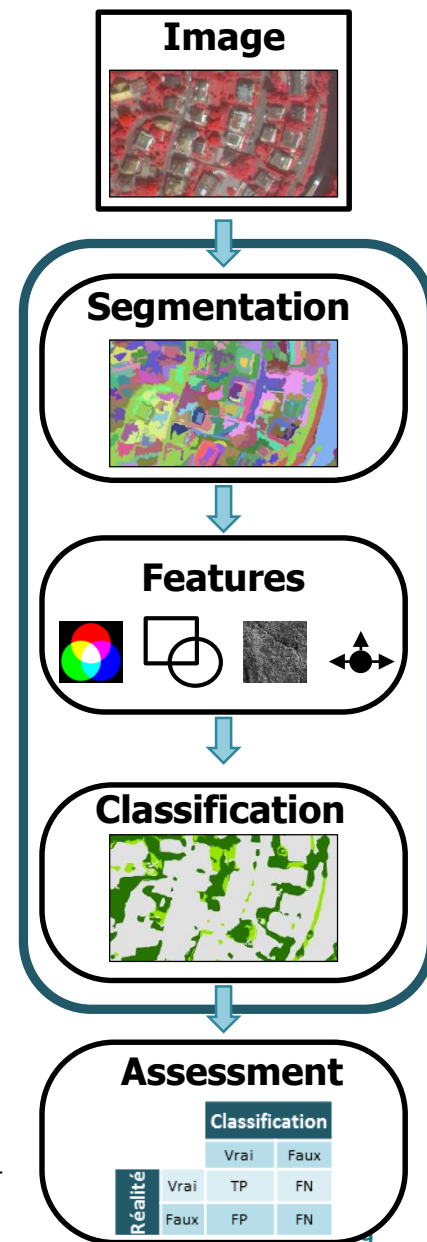 Image
Segmentation
Features
Classification
Assessment
Classification
Vrai Faux
Réalité
Vrai TP FN
Faux FP FN